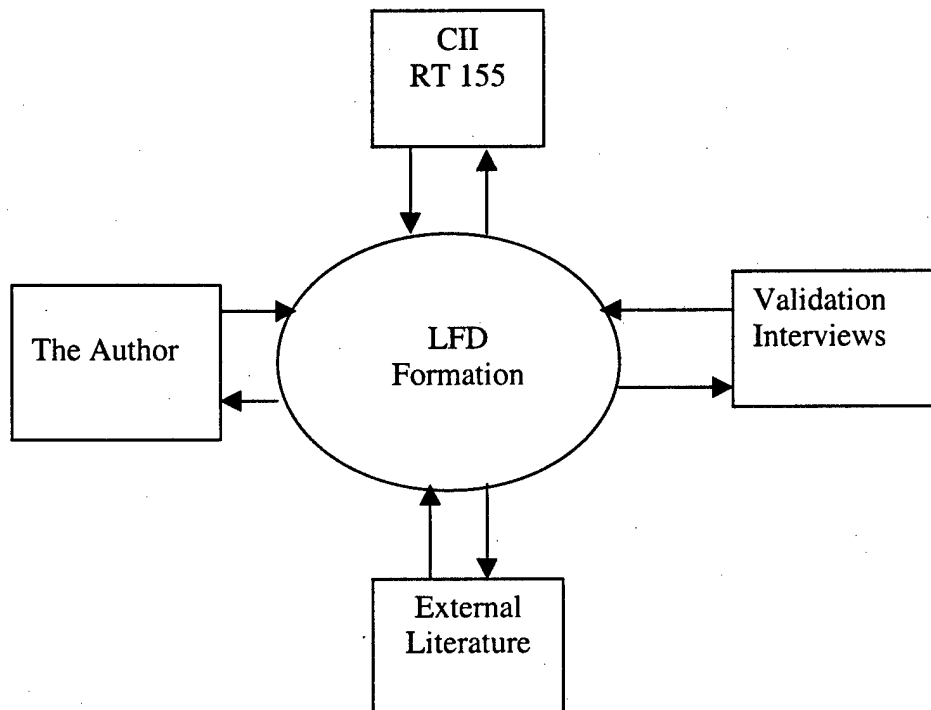 CII
RT 155
The Author
LFD
Formation
Validation
Interviews
External
Literature